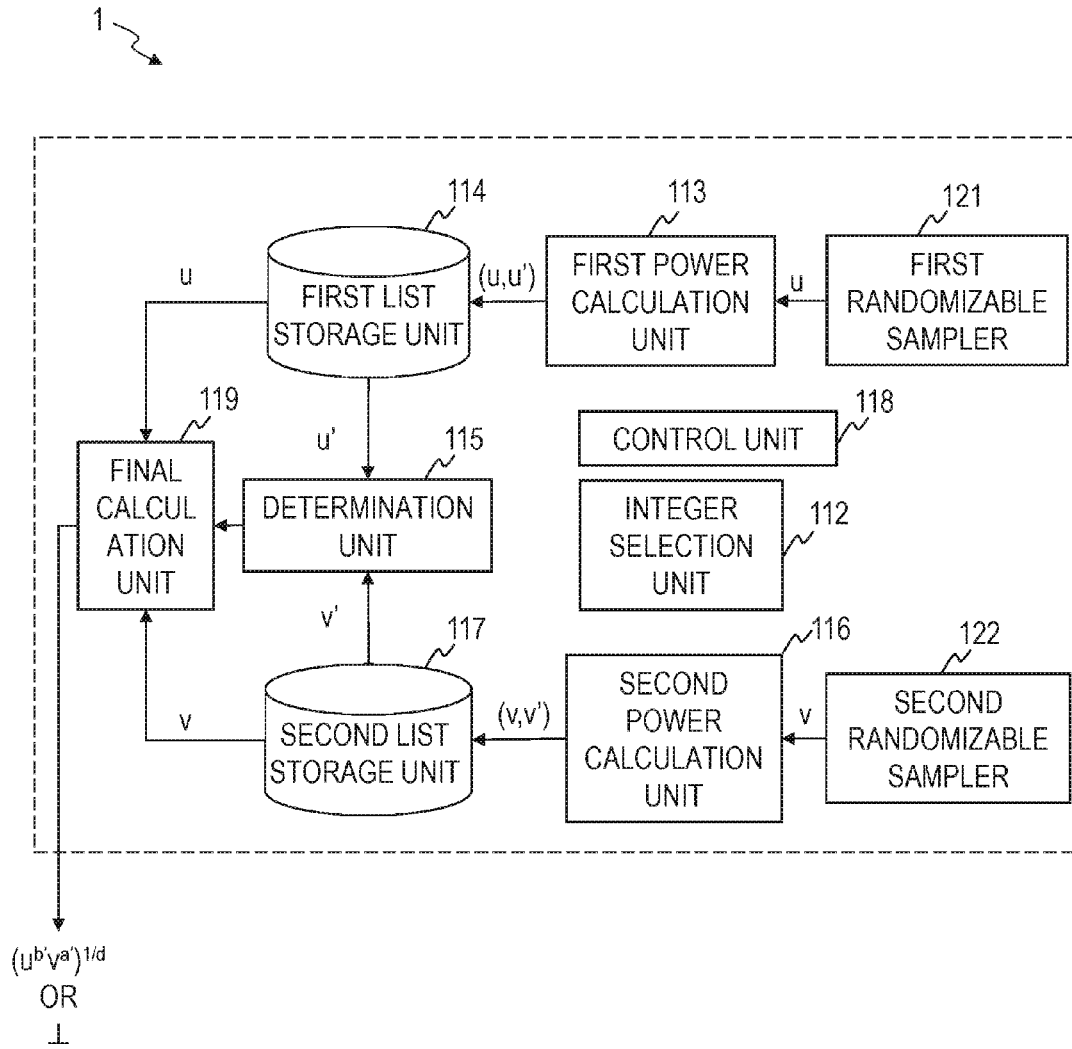 1
114
113
121
u
FIRST LIST
STORAGE UNIT
(u,u')
FIRST POWER
CALCULATION
UNIT
u
FIRST
RANDOMIZABLE
SAMPLER
119
u'
115
118
CONTROL UNIT
FINAL
CALCUL
ATION
UNIT
DETERMINATION
UNIT
INTEGER
SELECTION
UNIT
112
v'
117
116
122
v
SECOND LIST
STORAGE UNIT
(v,v')
SECOND
POWER
CALCULATION
UNIT
v
SECOND
RANDOMIZABLE
SAMPLER
(u^b'v^a')^1/d
OR
⊥